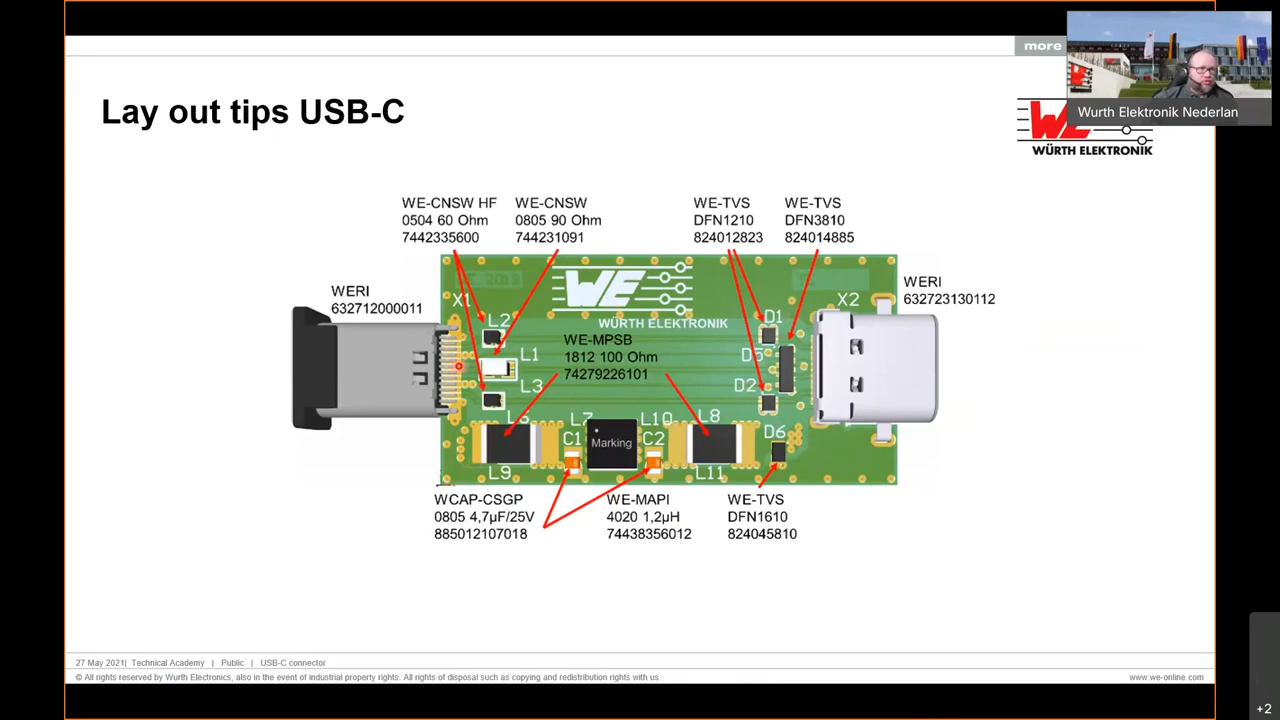 more
Wurth Elektronik Nederlan
WE
WÜRTH ELEKTRONIK
Lay out tips USB-C
WE-CNSW HF
0504 60 Ohm
7442335600
WE-CNSW
0805 90 Ohm
744231091
WE-TVS
DFN1210
824012823
WE-TVS
DFN3810
824014885
WERI
632712000011
WERI
632723130112
X1
WE
WÜRTH ELEKTRONIK
X2
L2
D1
WE-MPSB
1812 100 Ohm
74279226101
L1
D5
L3
D2
L6
L7
L10
L8
D6
C1
Marking
C2
L9
L11
WCAP-CSGP
0805 4,7µF/25V
885012107018
WE-MAPI
4020 1,2µH
74438356012
WE-TVS
DFN1610
824045810
27 May 2021| Technical Academy | Public | USB-C connector
© All rights reserved by Wurth Electronics, also in the event of industrial property rights. All rights of disposal such as copying and redistribution rights with us.
www.we-online.com
+2